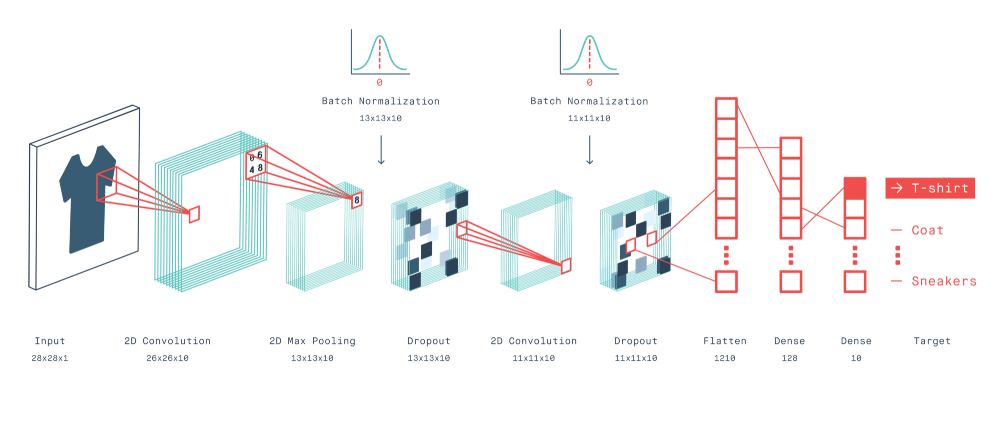 0
0
Batch Normalization
13x13x10
Batch Normalization
11x11x10
6 6
4 8
8
→ T-shirt
— Coat
— Sneakers
Input
28x28x1
2D Convolution
26x26x10
2D Max Pooling
13x13x10
Dropout
13x13x10
2D Convolution
11x11x10
Dropout
11x11x10
Flatten
1210
Dense
128
Dense
10
Target